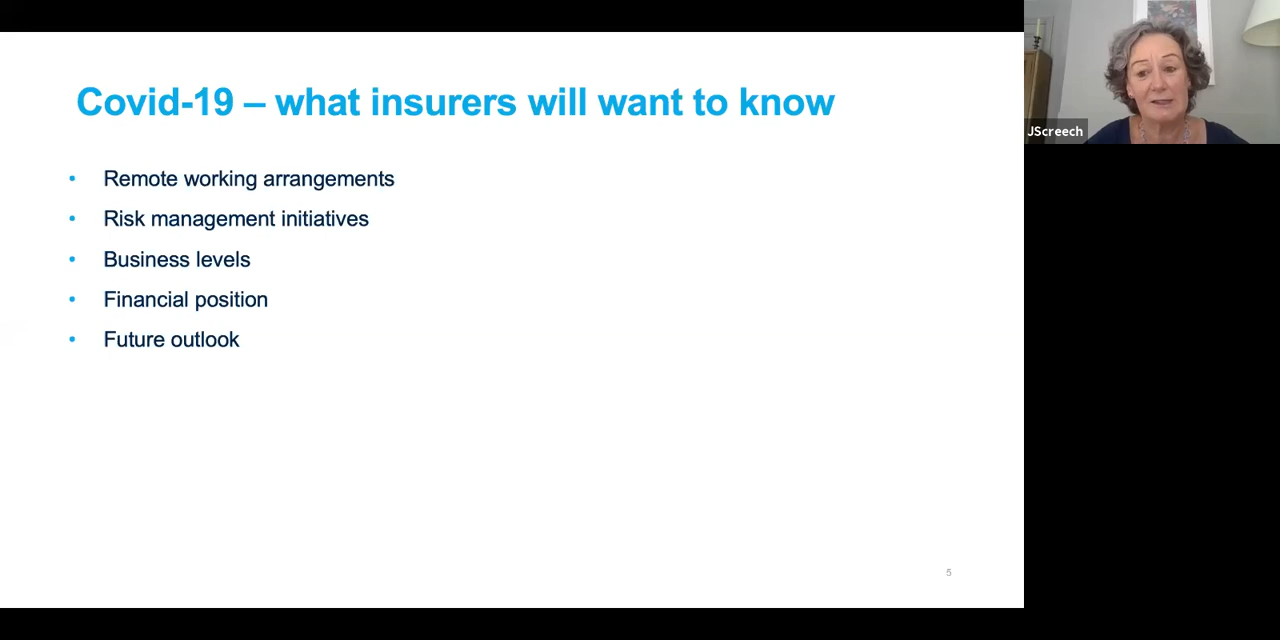 Covid-19 – what insurers will want to know
• Remote working arrangements
• Risk management initiatives
• Business levels
• Financial position
• Future outlook
5
JScreech